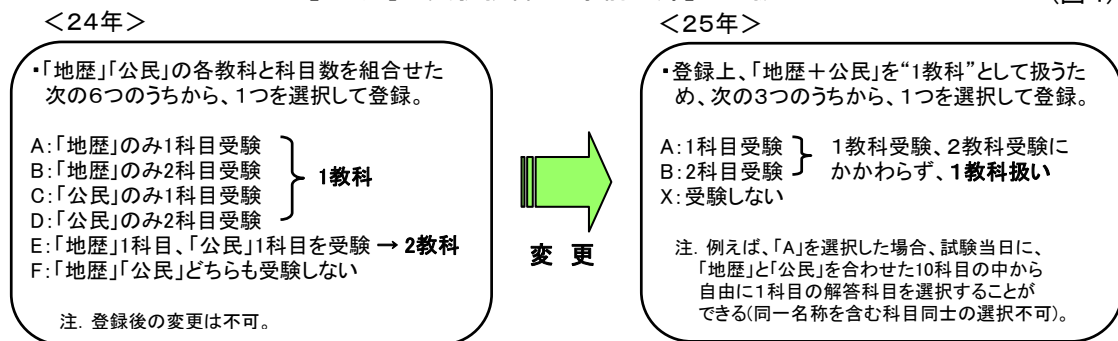 ＜24年＞
・「地歴」「公民」の各教科と科目数を組合せた
次の6つのうちから、1つを選択して登録。
A：「地歴」のみ1科目受験
B：「地歴」のみ2科目受験
C：「公民」のみ1科目受験
D：「公民」のみ2科目受験
1教科
E：「地歴」1科目、「公民」1科目を受験 → 2教科
F：「地歴」「公民」どちらも受験しない
注．登録後の変更は不可。
変 更
＜25年＞
・登録上、「地歴＋公民」を“1教科”として扱うた
め、次の3つのうちから、1つを選択して登録。
A：1科目受験
B：2科目受験
1教科受験、2教科受験に
かかわらず、1教科扱い
X：受験しない
注．例えば、「A」を選択した場合、試験当日に、
「地歴」と「公民」を合わせた10科目の中から
自由に1科目の解答科目を選択することが
できる(同一名称を含む科目同士の選択不可)。